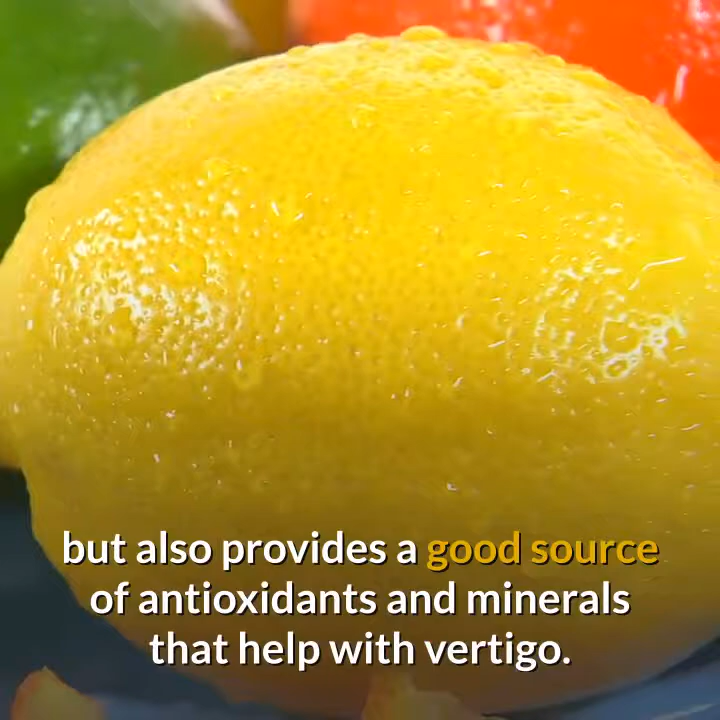 but also provides a good source
of antioxidants and minerals
that help with vertigo.